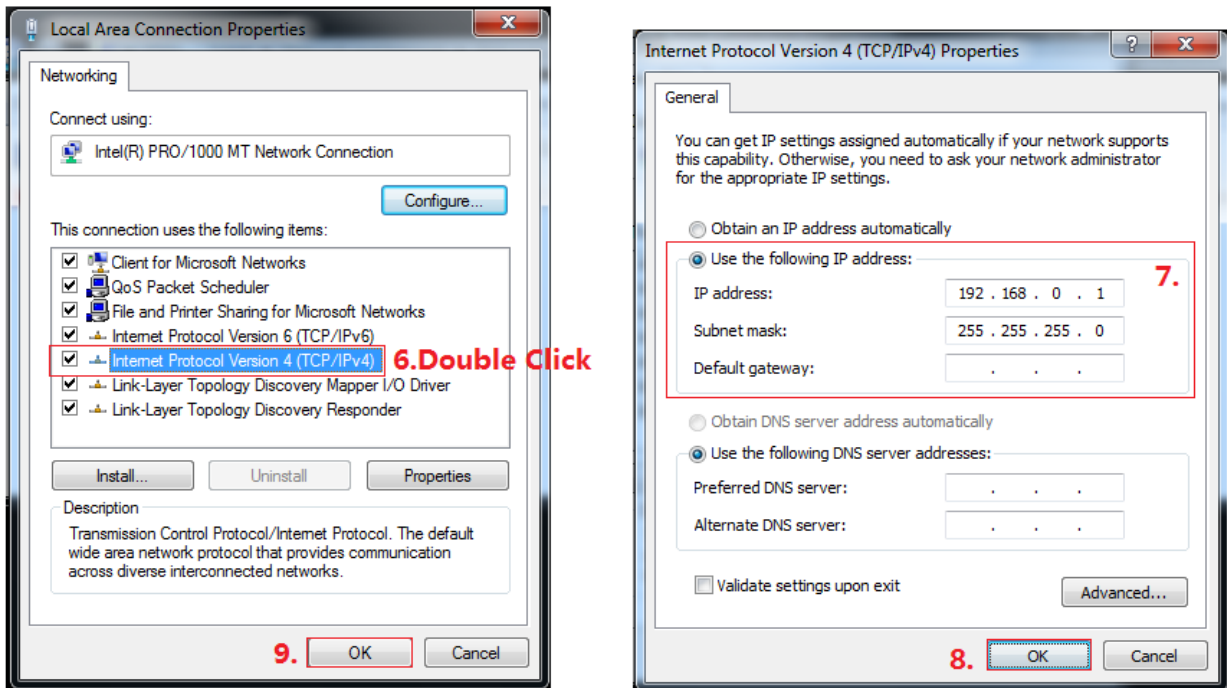 Local Area Connection Properties
Networking
Connect using:
Intel(R) PRO/1000 MT Network Connection
Configure...
This connection uses the following items:
Client for Microsoft Networks
QoS Packet Scheduler
File and Printer Sharing for Microsoft Networks
Internet Protocol Version 6 (TCP/IPv6)
Internet Protocol Version 4 (TCP/IPv4) 6.Double Click
Link-Layer Topology Discovery Mapper I/O Driver
Link-Layer Topology Discovery Responder
Install... Uninstall Properties
Description
Transmission Control Protocol/Internet Protocol. The default
wide area network protocol that provides communication
across diverse interconnected networks.
9. OK Cancel
Internet Protocol Version 4 (TCP/IPv4) Properties
General
You can get IP settings assigned automatically if your network supports
this capability. Otherwise, you need to ask your network administrator
for the appropriate IP settings.
Obtain an IP address automatically
Use the following IP address: 7.
IP address: 192 . 168 . 0 . 1
Subnet mask: 255 . 255 . 255 . 0
Default gateway: . . .
Obtain DNS server address automatically
Use the following DNS server addresses:
Preferred DNS server: . . .
Alternate DNS server: . . .
Validate settings upon exit Advanced...
8. OK Cancel